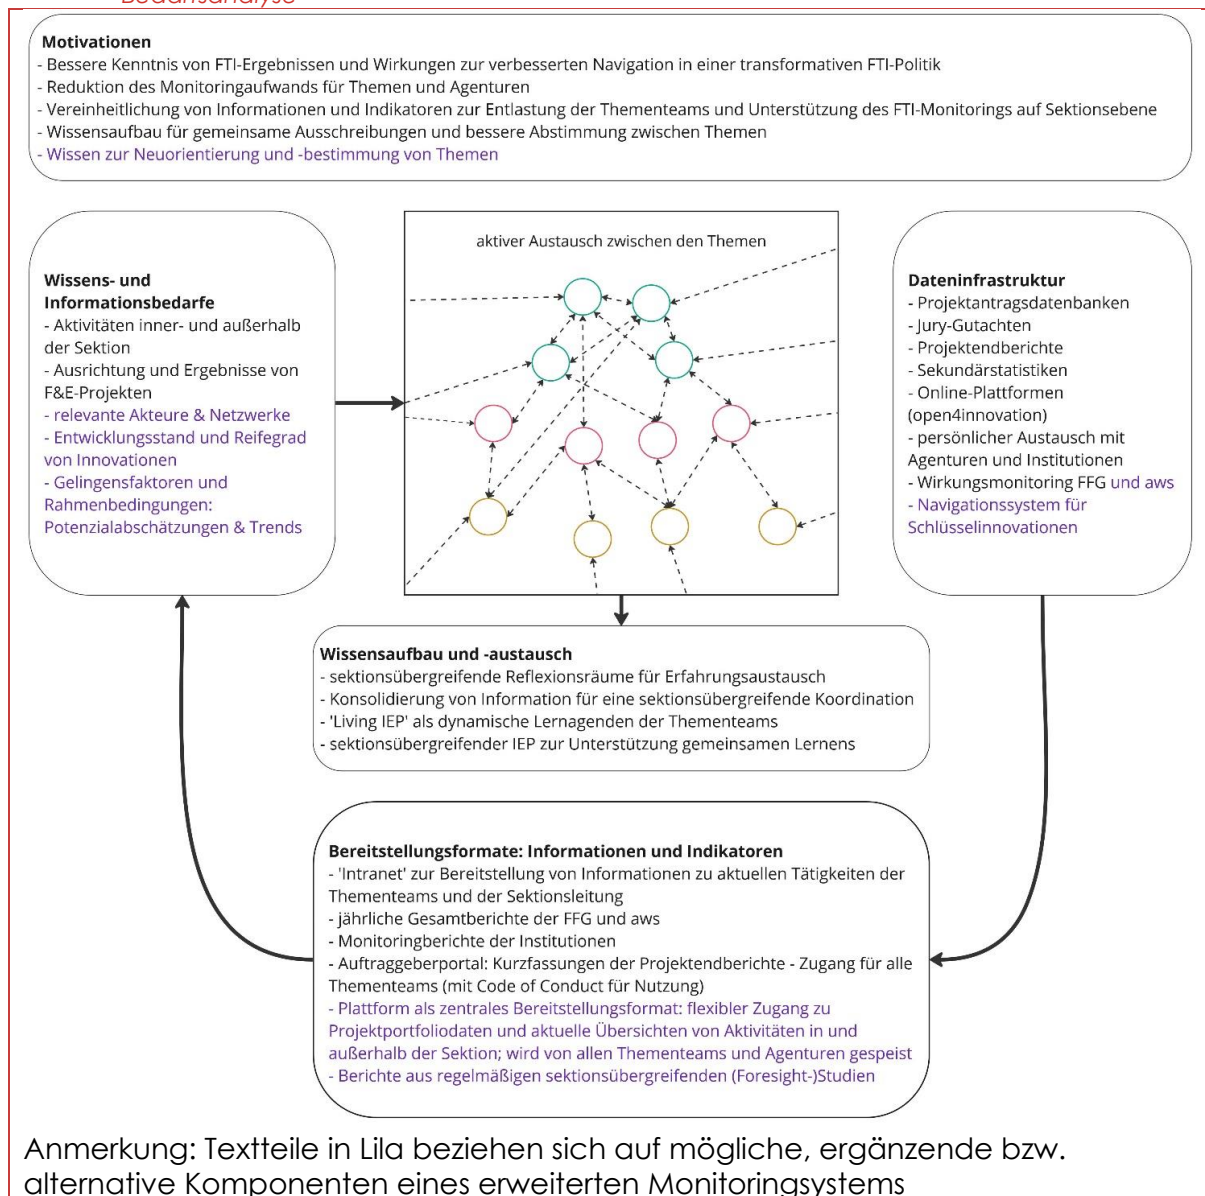 Bedarfsanalyse
Motivationen
- Bessere Kenntnis von FTI-Ergebnissen und Wirkungen zur verbesserten Navigation in einer transformativen FTI-Politik
- Reduktion des Monitoringaufwands für Themen und Agenturen
- Vereinheitlichung von Informationen und Indikatoren zur Entlastung der Thementeams und Unterstützung des FTI-Monitorings auf Sektionsebene
- Wissensaufbau für gemeinsame Ausschreibungen und bessere Abstimmung zwischen Themen
- Wissen zur Neuorientierung und -bestimmung von Themen
Wissens- und
Informationsbedarfe
- Aktivitäten inner- und außerhalb
der Sektion
- Ausrichtung und Ergebnisse von
F&E-Projekten
- relevante Akteure & Netzwerke
- Entwicklungsstand und Reifegrad
von Innovationen
- Gelingensfaktoren und
Rahmenbedingungen:
Potenzialabschätzungen & Trends
aktiver Austausch zwischen den Themen
Dateninfrastruktur
- Projektantragsdatenbanken
- Jury-Gutachten
- Projektendberichte
- Sekundärstatistiken
- Online-Plattformen
(open4innovation)
- persönlicher Austausch mit
Agenturen und Institutionen
- Wirkungsmonitoring FFG und aws
- Navigationssystem für
Schlüsselinnovationen
Wissensaufbau und -austausch
- sektionsübergreifende Reflexionsräume für Erfahrungsaustausch
- Konsolidierung von Information für eine sektionsübergreifende Koordination
- 'Living IEP' als dynamische Lernagenden der Thementeams
- sektionsübergreifender IEP zur Unterstützung gemeinsamen Lernens
Bereitstellungsformate: Informationen und Indikatoren
- 'Intranet' zur Bereitstellung von Informationen zu aktuellen Tätigkeiten der
Thementeams und der Sektionsleitung
- jährliche Gesamtberichte der FFG und aws
- Monitoringberichte der Institutionen
- Auftraggeberportal: Kurzfassungen der Projektendberichte - Zugang für alle
Thementeams (mit Code of Conduct für Nutzung)
- Plattform als zentrales Bereitstellungsformat: flexibler Zugang zu
Projektportfoliodaten und aktuelle Übersichten von Aktivitäten in und
außerhalb der Sektion; wird von allen Thementeams und Agenturen gespeist
- Berichte aus regelmäßigen sektionsübergreifenden (Foresight-)Studien
Anmerkung: Textteile in Lila beziehen sich auf mögliche, ergänzende bzw.
alternative Komponenten eines erweiterten Monitoringsystems